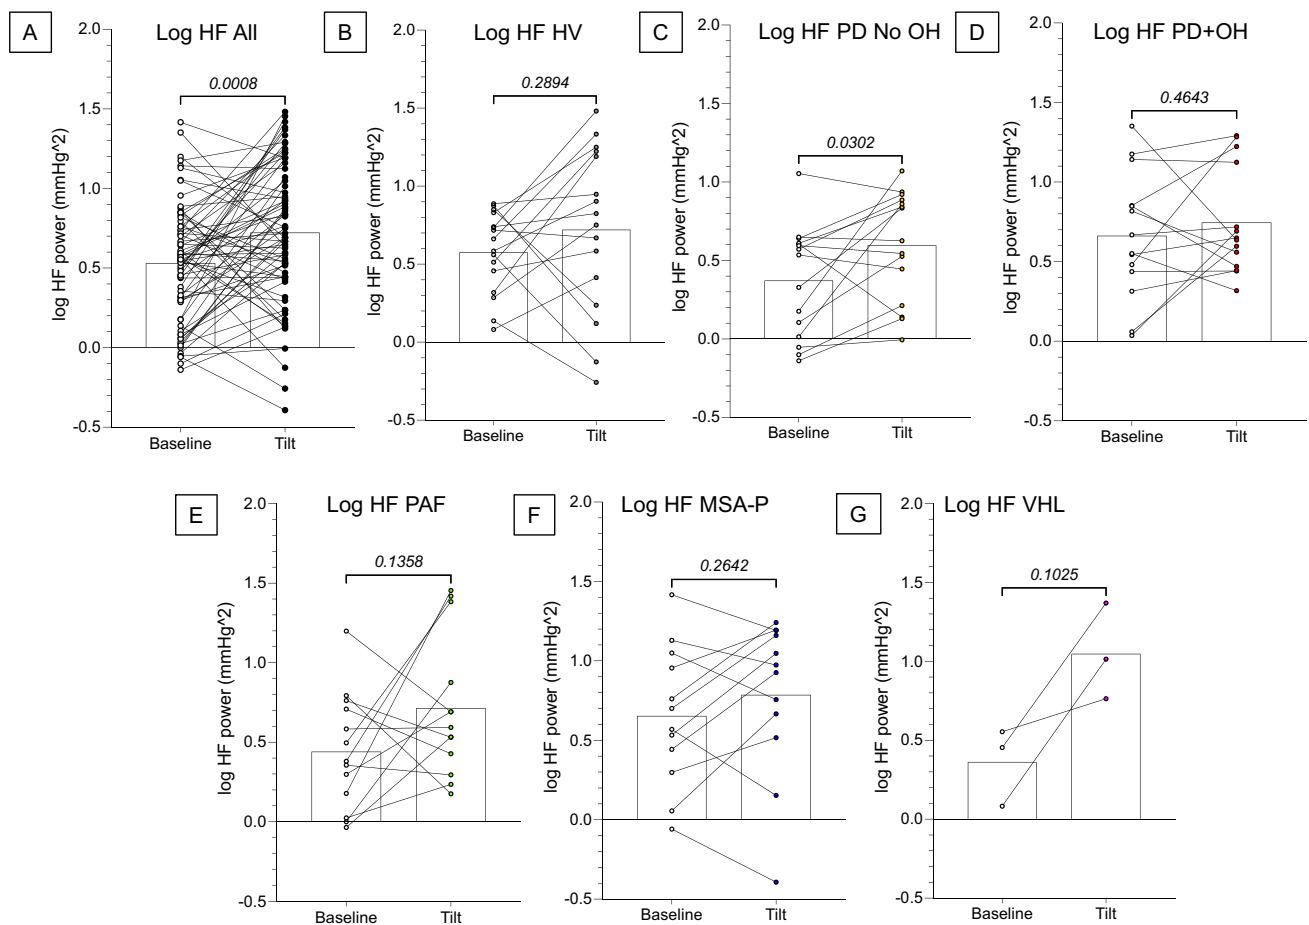 A
Log HF All
2.0
1.5
1.0
0.5
0.0
-0.5
log HF power (mmHg^2)
0.0008
Baseline
Tilt
B
Log HF HV
2.0
1.5
1.0
0.5
0.0
-0.5
log HF power (mmHg^2)
0.2894
Baseline
Tilt
C
Log HF PD No OH
2.0
1.5
1.0
0.5
0.0
-0.5
log HF power (mmHg^2)
0.0302
Baseline
Tilt
D
Log HF PD+OH
2.0
1.5
1.0
0.5
0.0
-0.5
log HF power (mmHg^2)
0.4643
Baseline
Tilt
E
Log HF PAF
2.0
1.5
1.0
0.5
0.0
-0.5
log HF power (mmHg^2)
0.1358
Baseline
Tilt
F
Log HF MSA-P
2.0
1.5
1.0
0.5
0.0
-0.5
log HF power (mmHg^2)
0.2642
Baseline
Tilt
G
Log HF VHL
2.0
1.5
1.0
0.5
0.0
-0.5
log HF power (mmHg^2)
0.1025
Baseline
Tilt